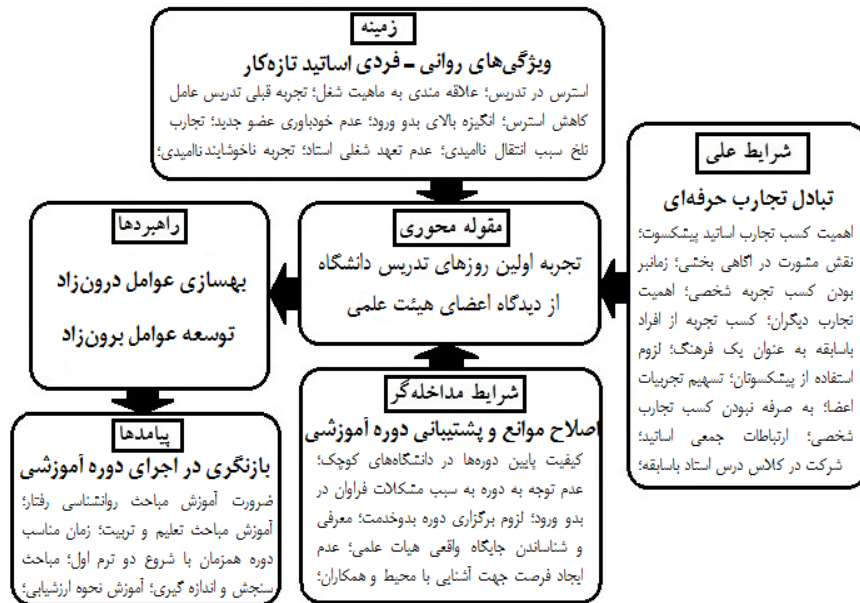 زمینه
ویژگی‌های روانی - فردی اساتید تازه‌کار
استرس در تدریس؛ علاقه مندی به ماهیت شغل؛ تجربه قبلی تدریس عامل
کاهش استرس؛ انگیزه بالای بدو ورود؛ عدم خودباوری عضو جدید؛ تجارب
تلخ سبب انتقال ناامیدی؛ عدم تعهد شغلی استاد؛ تجربه ناخوشایند ناامیدی؛
شرایط علی
تبادل تجارب حرفه‌ای
اهمیت کسب تجارب اساتید پیشکسوت؛
نقش مشورت در آگاهی بخشی؛ زمانبر
بودن کسب تجربه شخصی؛ اهمیت
تجارب دیگران؛ کسب تجربه از افراد
باسابقه به عنوان یک فرهنگ؛ لزوم
استفاده از پیشکسوتان؛ تسهیم تجربیات
اعضا؛ به صرفه نبودن کسب تجارب
شخصی؛ ارتباطات جمعی اساتید؛
شرکت در کلاس درس استاد باسابقه؛
مقوله محوری
تجربه اولین روزهای تدریس دانشگاه
از دیدگاه اعضای هیئت علمی
راهبردها
بهسازی عوامل درون‌زاد
توسعه عوامل برون‌زاد
شرایط مداخله‌گر
اصلاح موانع و پشتیبانی دوره آموزشی
کیفیت پایین دوره‌ها در دانشگاه‌های کوچک؛
عدم توجه به دوره به سبب مشکلات فراوان در
بدو ورود؛ لزوم برگزاری دوره بدوخدمت؛ معرفی
و شناساندن جایگاه واقعی هیات علمی؛ عدم
ایجاد فرصت جهت آشنایی با محیط و همکاران؛
پیامدها
بازنگری در اجرای دوره آموزشی
ضرورت آموزش مباحث روانشناسی رفتار؛
آموزش مباحث تعلیم و تربیت؛ زمان مناسب
دوره همزمان با شروع دو ترم اول؛ مباحث
سنجش و اندازه گیری؛ آموزش نحوه ارزشیابی؛